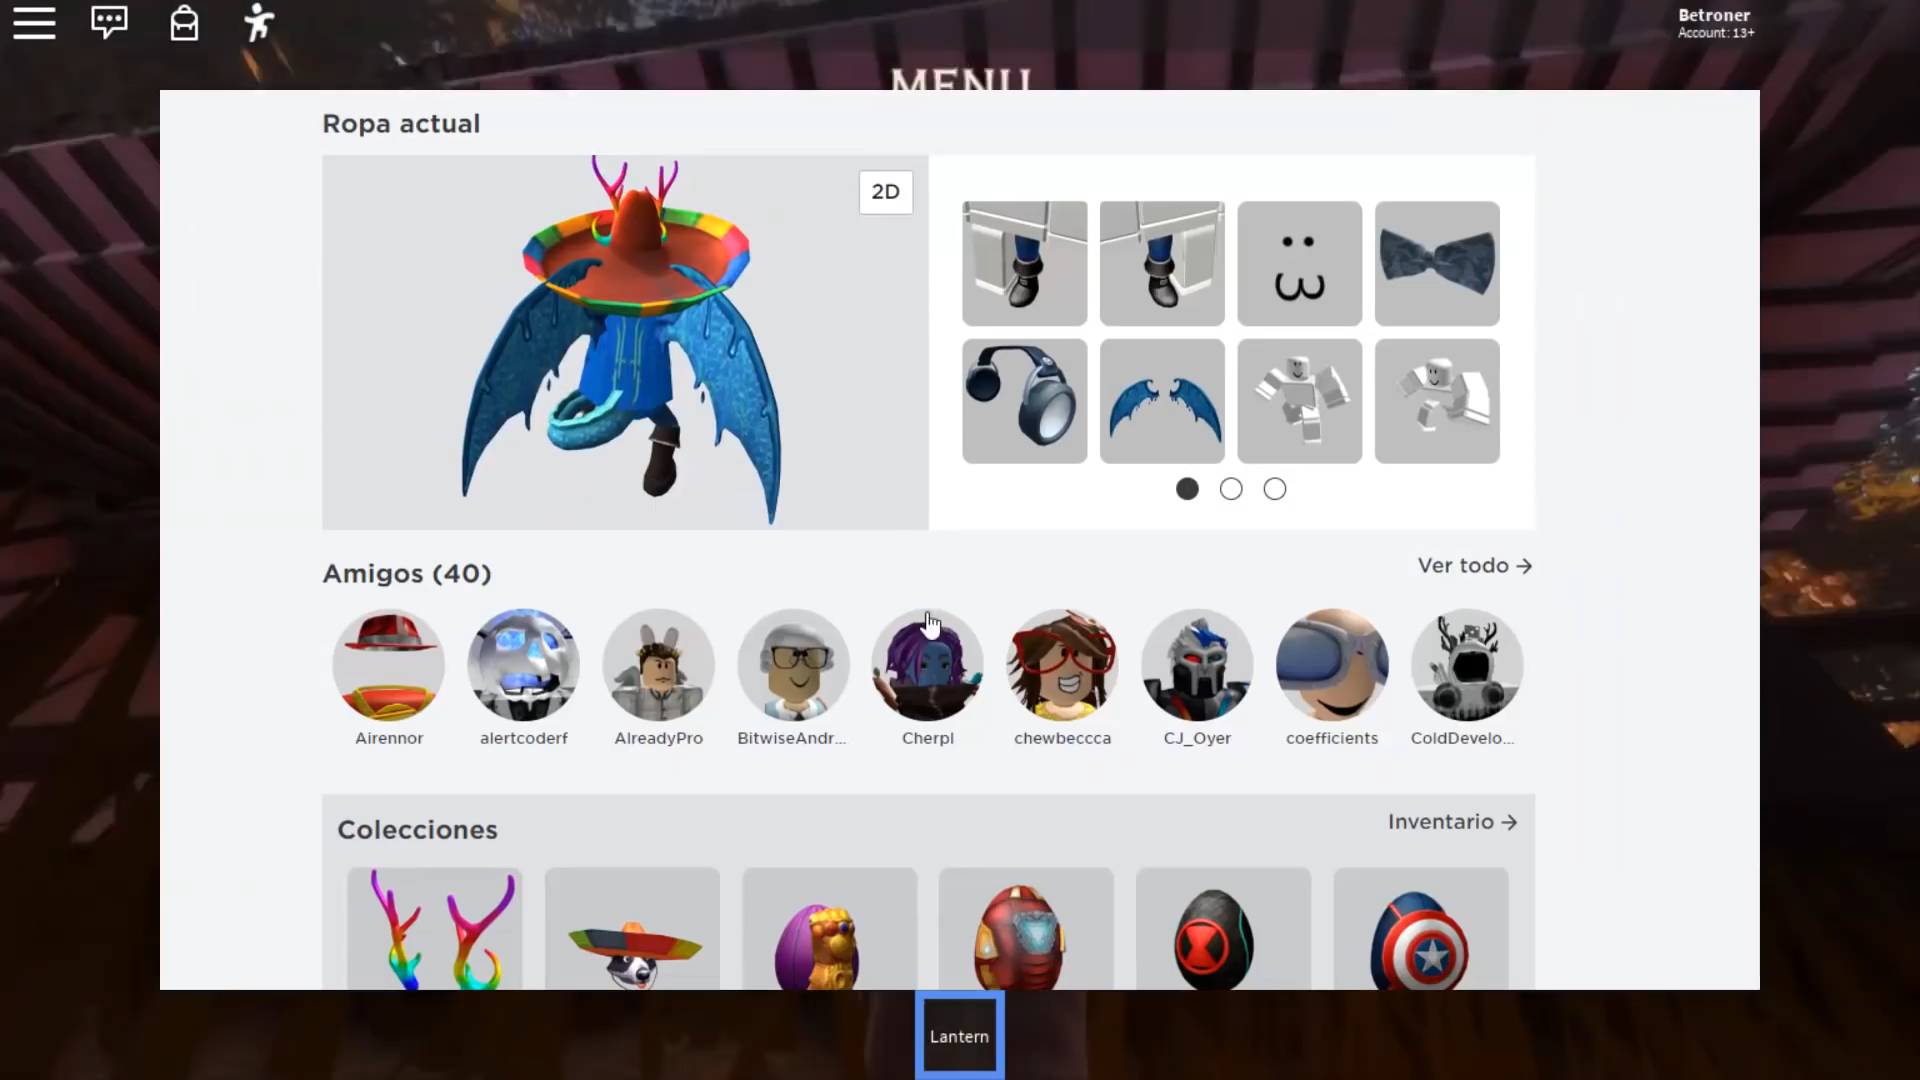 Betroner
Account: 13+
MENU
Ropa actual
2D
Amigos (40)
Ver todo →
Airennor
alertcoderf
AlreadyPro
BitwiseAndr...
Cherpl
chewbeccca
CJ_Oyer
coefficients
ColdDevelo...
Colecciones
Inventario →
Lantern